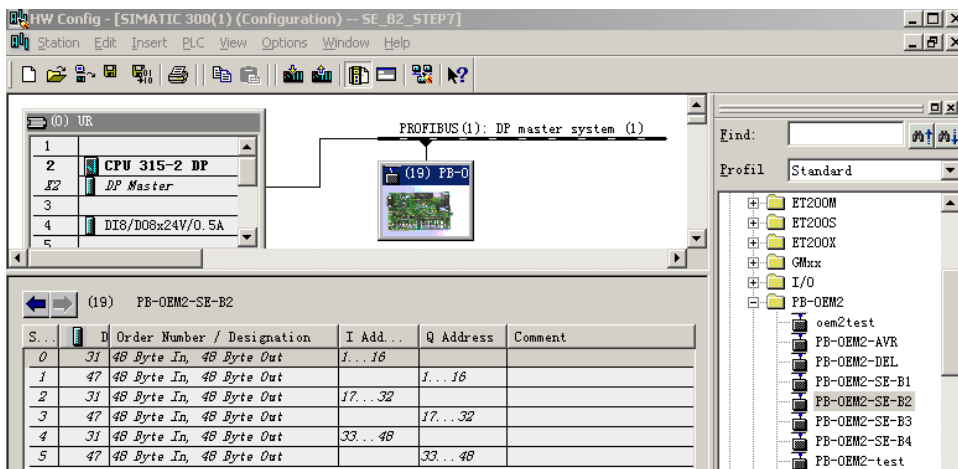 HW Config - [SIMATIC 300(1) (Configuration) -- SE_B2_STEP7]
Station Edit Insert PLC View Options Window Help
(0) UR
1
2 CPU 315-2 DP
X2 DP Master
3
4 DI8/DO8x24V/0.5A
5
PROFIBUS(1): DP master system (1)
(19) PB-O
(19) PB-OEM2-SE-B2
S... D Order Number / Designation I Add... Q Address Comment
0 31 48 Byte In, 48 Byte Out 1...16
1 47 48 Byte In, 48 Byte Out 1...16
2 31 48 Byte In, 48 Byte Out 17...32
3 47 48 Byte In, 48 Byte Out 17...32
4 31 48 Byte In, 48 Byte Out 33...48
5 47 48 Byte In, 48 Byte Out 33...48
Find:
Profil Standard
ET200M
ET200S
ET200X
GMxx
I/O
PB-OEM2
oem2test
PB-OEM2-AVR
PB-OEM2-DEL
PB-OEM2-SE-B1
PB-OEM2-SE-B2
PB-OEM2-SE-B3
PB-OEM2-SE-B4
PB-OEM2-test